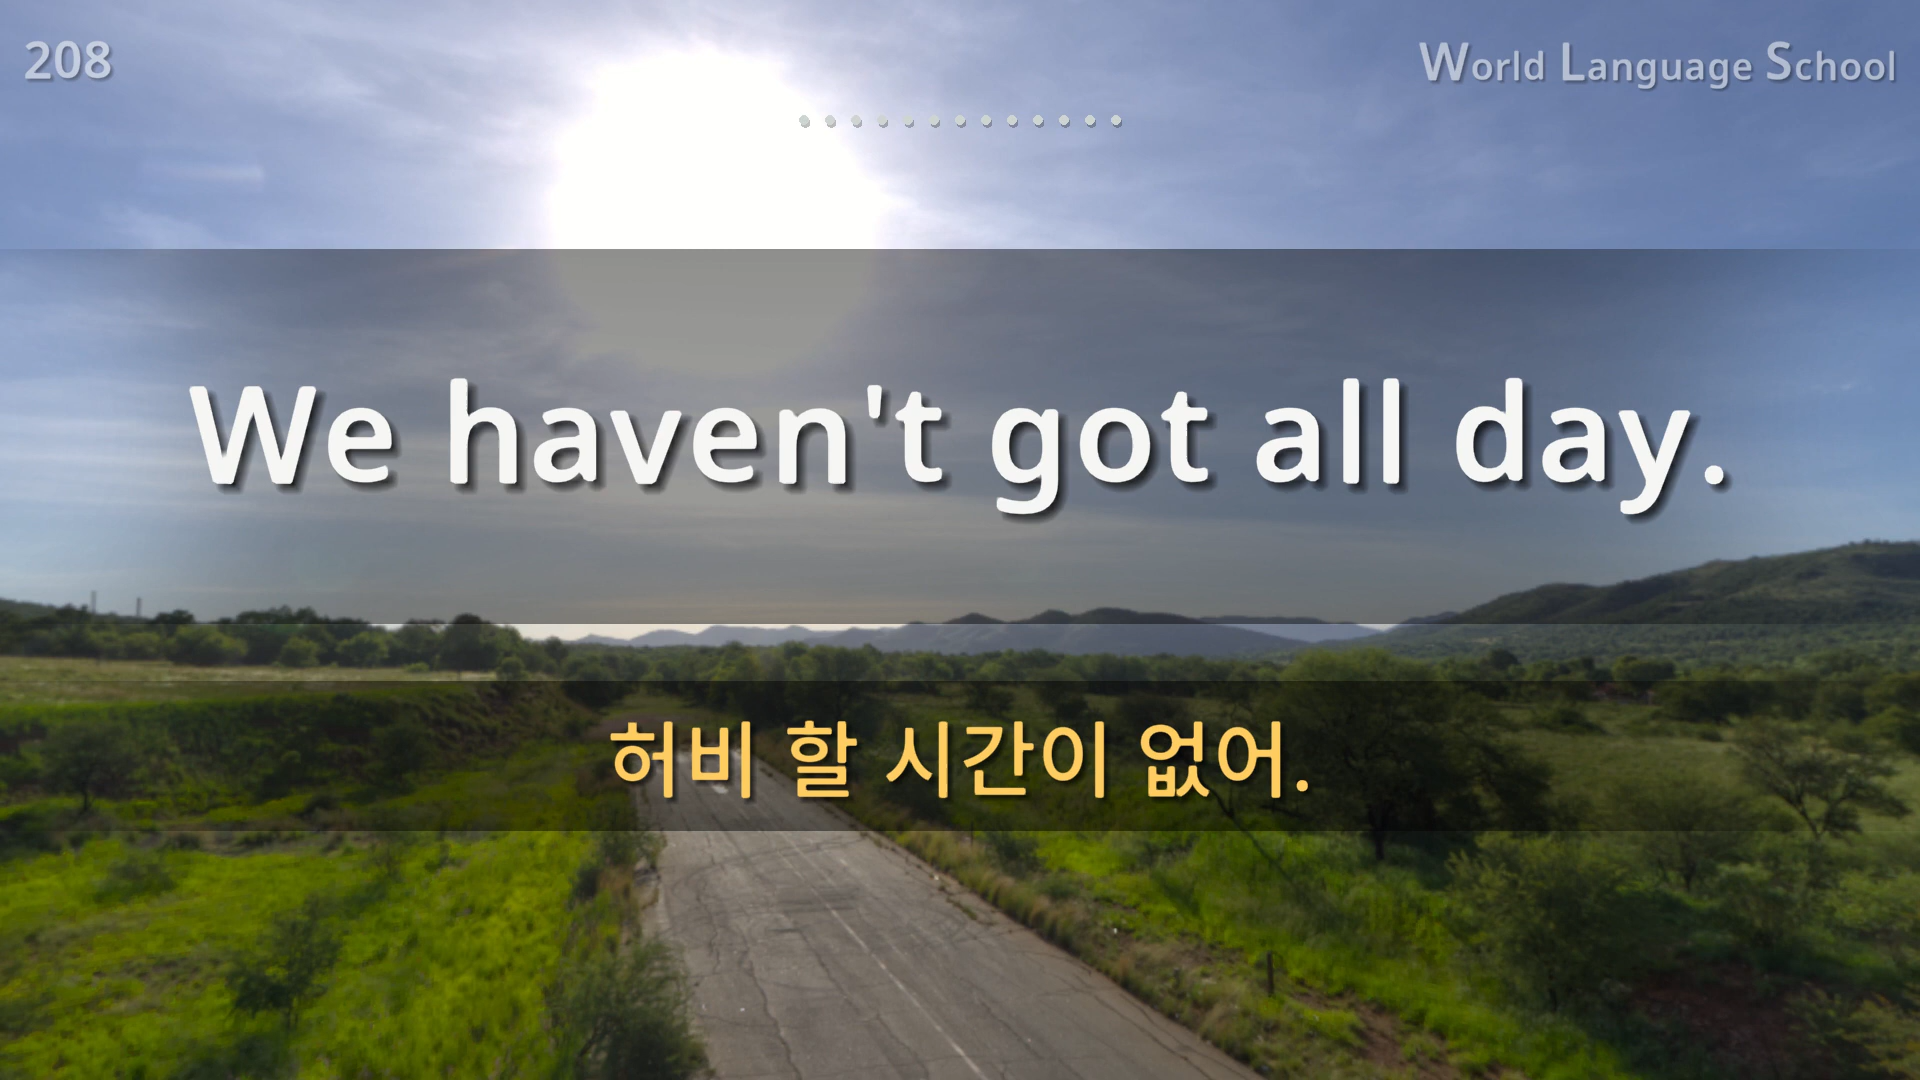 208
World Language School
We haven't got all day.
허비 할 시간이 없어.